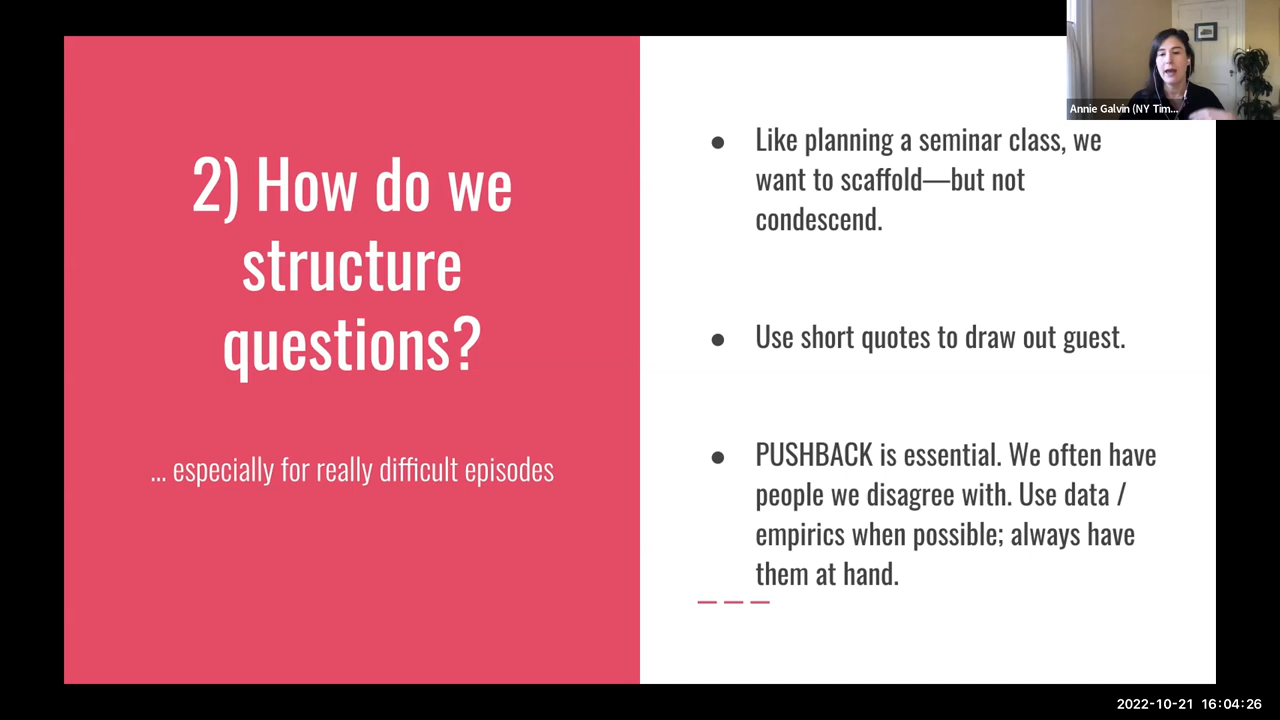 2) How do we
structure
questions?
... especially for really difficult episodes
● Like planning a seminar class, we
want to scaffold—but not
condescend.
● Use short quotes to draw out guest.
● PUSHBACK is essential. We often have
people we disagree with. Use data /
empirics when possible; always have
them at hand.
Annie Galvin (NY Tim...
2022-10-21 16:04:26